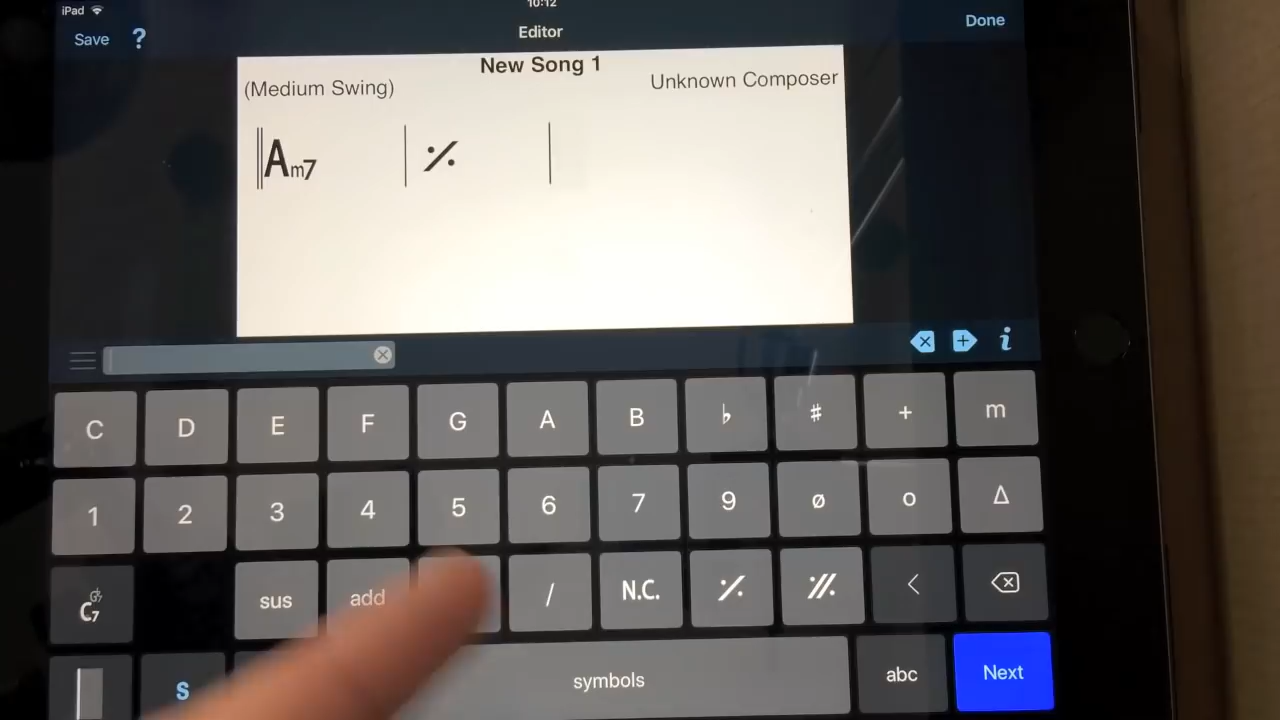 iPad
10:12
Save ?
Editor
Done
New Song 1
(Medium Swing)
Unknown Composer
Am7
i
C D E F G A B ♭ ♯ + m
1 2 3 4 5 6 7 9 ø o Δ
C7 sus add / N.C. <
S symbols abc Next